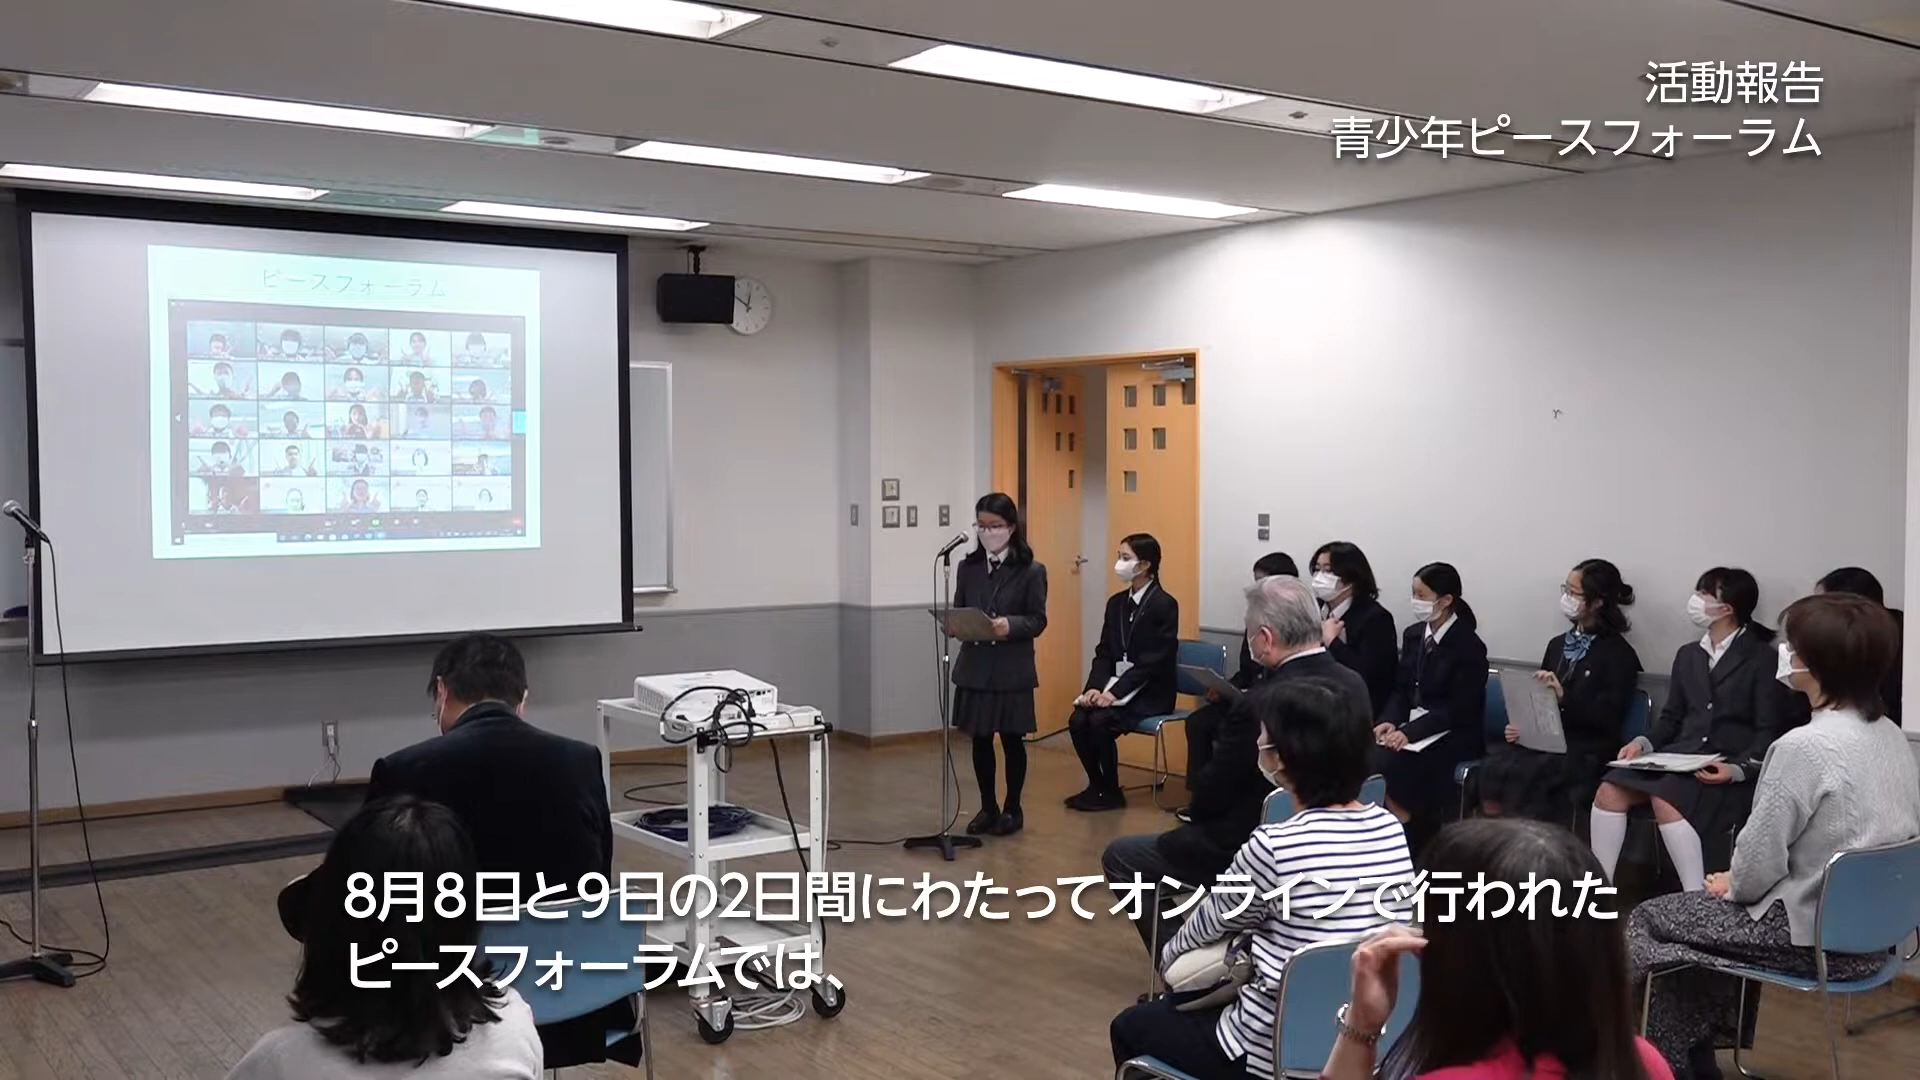 活動報告
青少年ピースフォーラム
ピースフォーラム
8月8日と9日の2日間にわたってオンラインで行われた
ピースフォーラムでは、